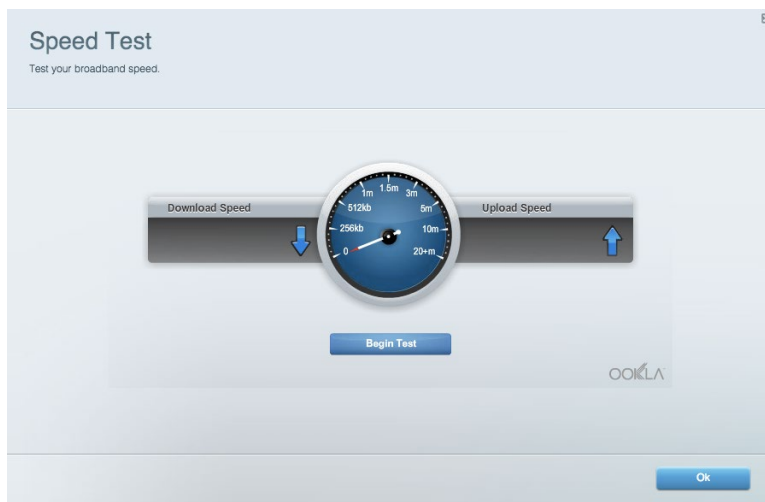 Speed Test
Test your broadband speed.
Download Speed
Upload Speed
0
256kb
512kb
1m
1.5m
3m
5m
10m
20+m
Begin Test
OOKLA
Ok